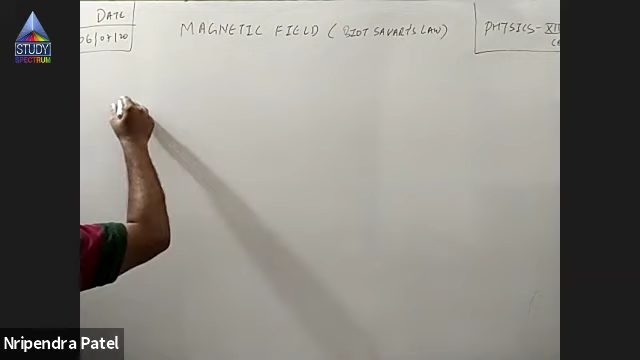 STUDY
SPECTRUM
DATE
06/07/20
MAGNETIC FIELD (BIOT SAVART'S LAW)
PHYSICS-XII
Nripendra Patel